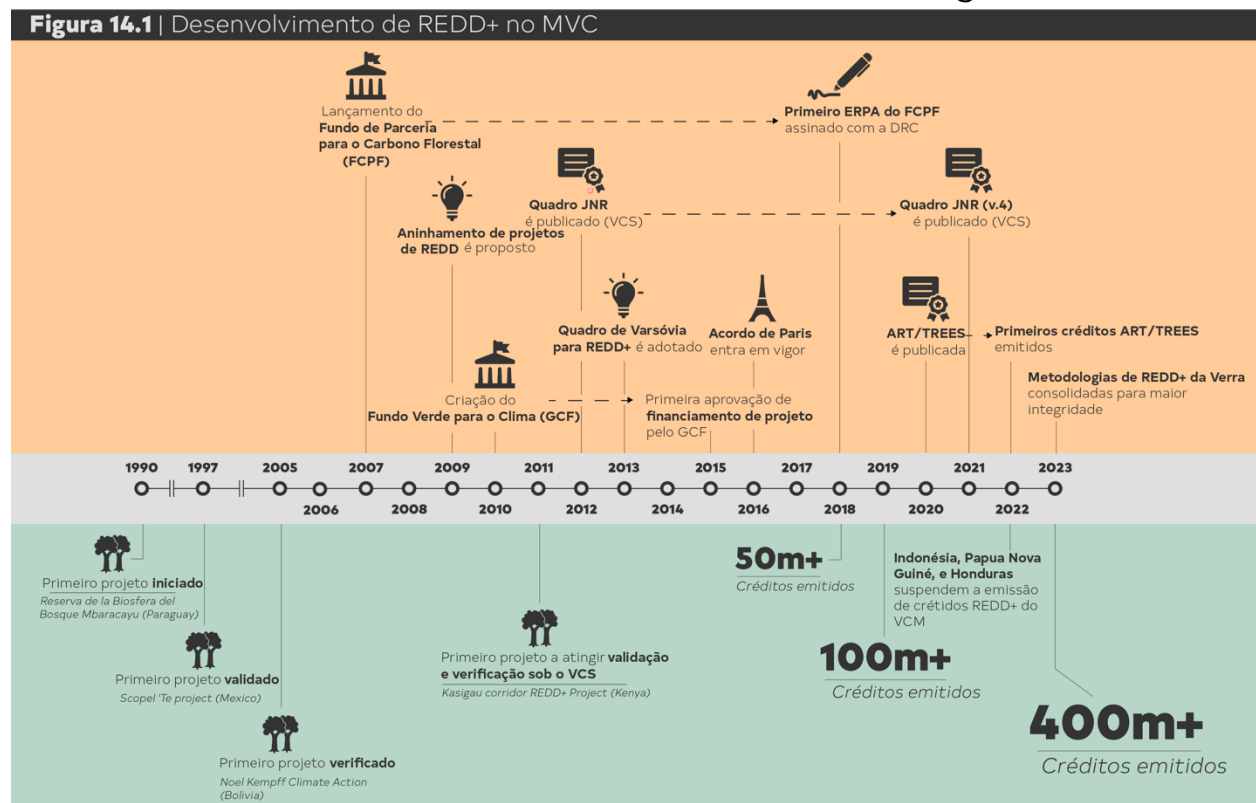 Figura 14.1 | Desenvolvimento de REDD+ no MVC
Lançamento do
Fundo de Parceria
para o Carbono Florestal
(FCPF)
Primeiro ERPA do FCPF
assinado com a DRC
Aninhamento de projetos
de REDD é proposto
Quadro JNR
é publicado (VCS)
Quadro JNR (v.4)
é publicado (VCS)
Quadro de Varsóvia
para REDD+ é adotado
Acordo de Paris
entra em vigor
ART/TREES
é publicada
Primeiros créditos ART/TREES
emitidos
Criação do
Fundo Verde para o Clima (GCF)
Primeira aprovação de
financiamento de projeto
pelo GCF
Metodologias de REDD+ da Verra
consolidadas para maior
integridade
1990 1997 2005 2007 2009 2011 2013 2015 2017 2019 2021 2023
2006 2008 2010 2012 2014 2016 2018 2020 2022
Primeiro projeto iniciado
Reserva de la Biosfera del
Bosque Mbaracayu (Paraguay)
Primeiro projeto validado
Scopel 'Te project (Mexico)
Primeiro projeto verificado
Noel Kempff Climate Action
(Bolivia)
Primeiro projeto a atingir validação
e verificação sob o VCS
Kasigau corridor REDD+ Project (Kenya)
50m+
Créditos emitidos
100m+
Créditos emitidos
Indonésia, Papua Nova
Guiné, e Honduras
suspendem a emissão
de crétidos REDD+ do
VCM
400m+
Créditos emitidos